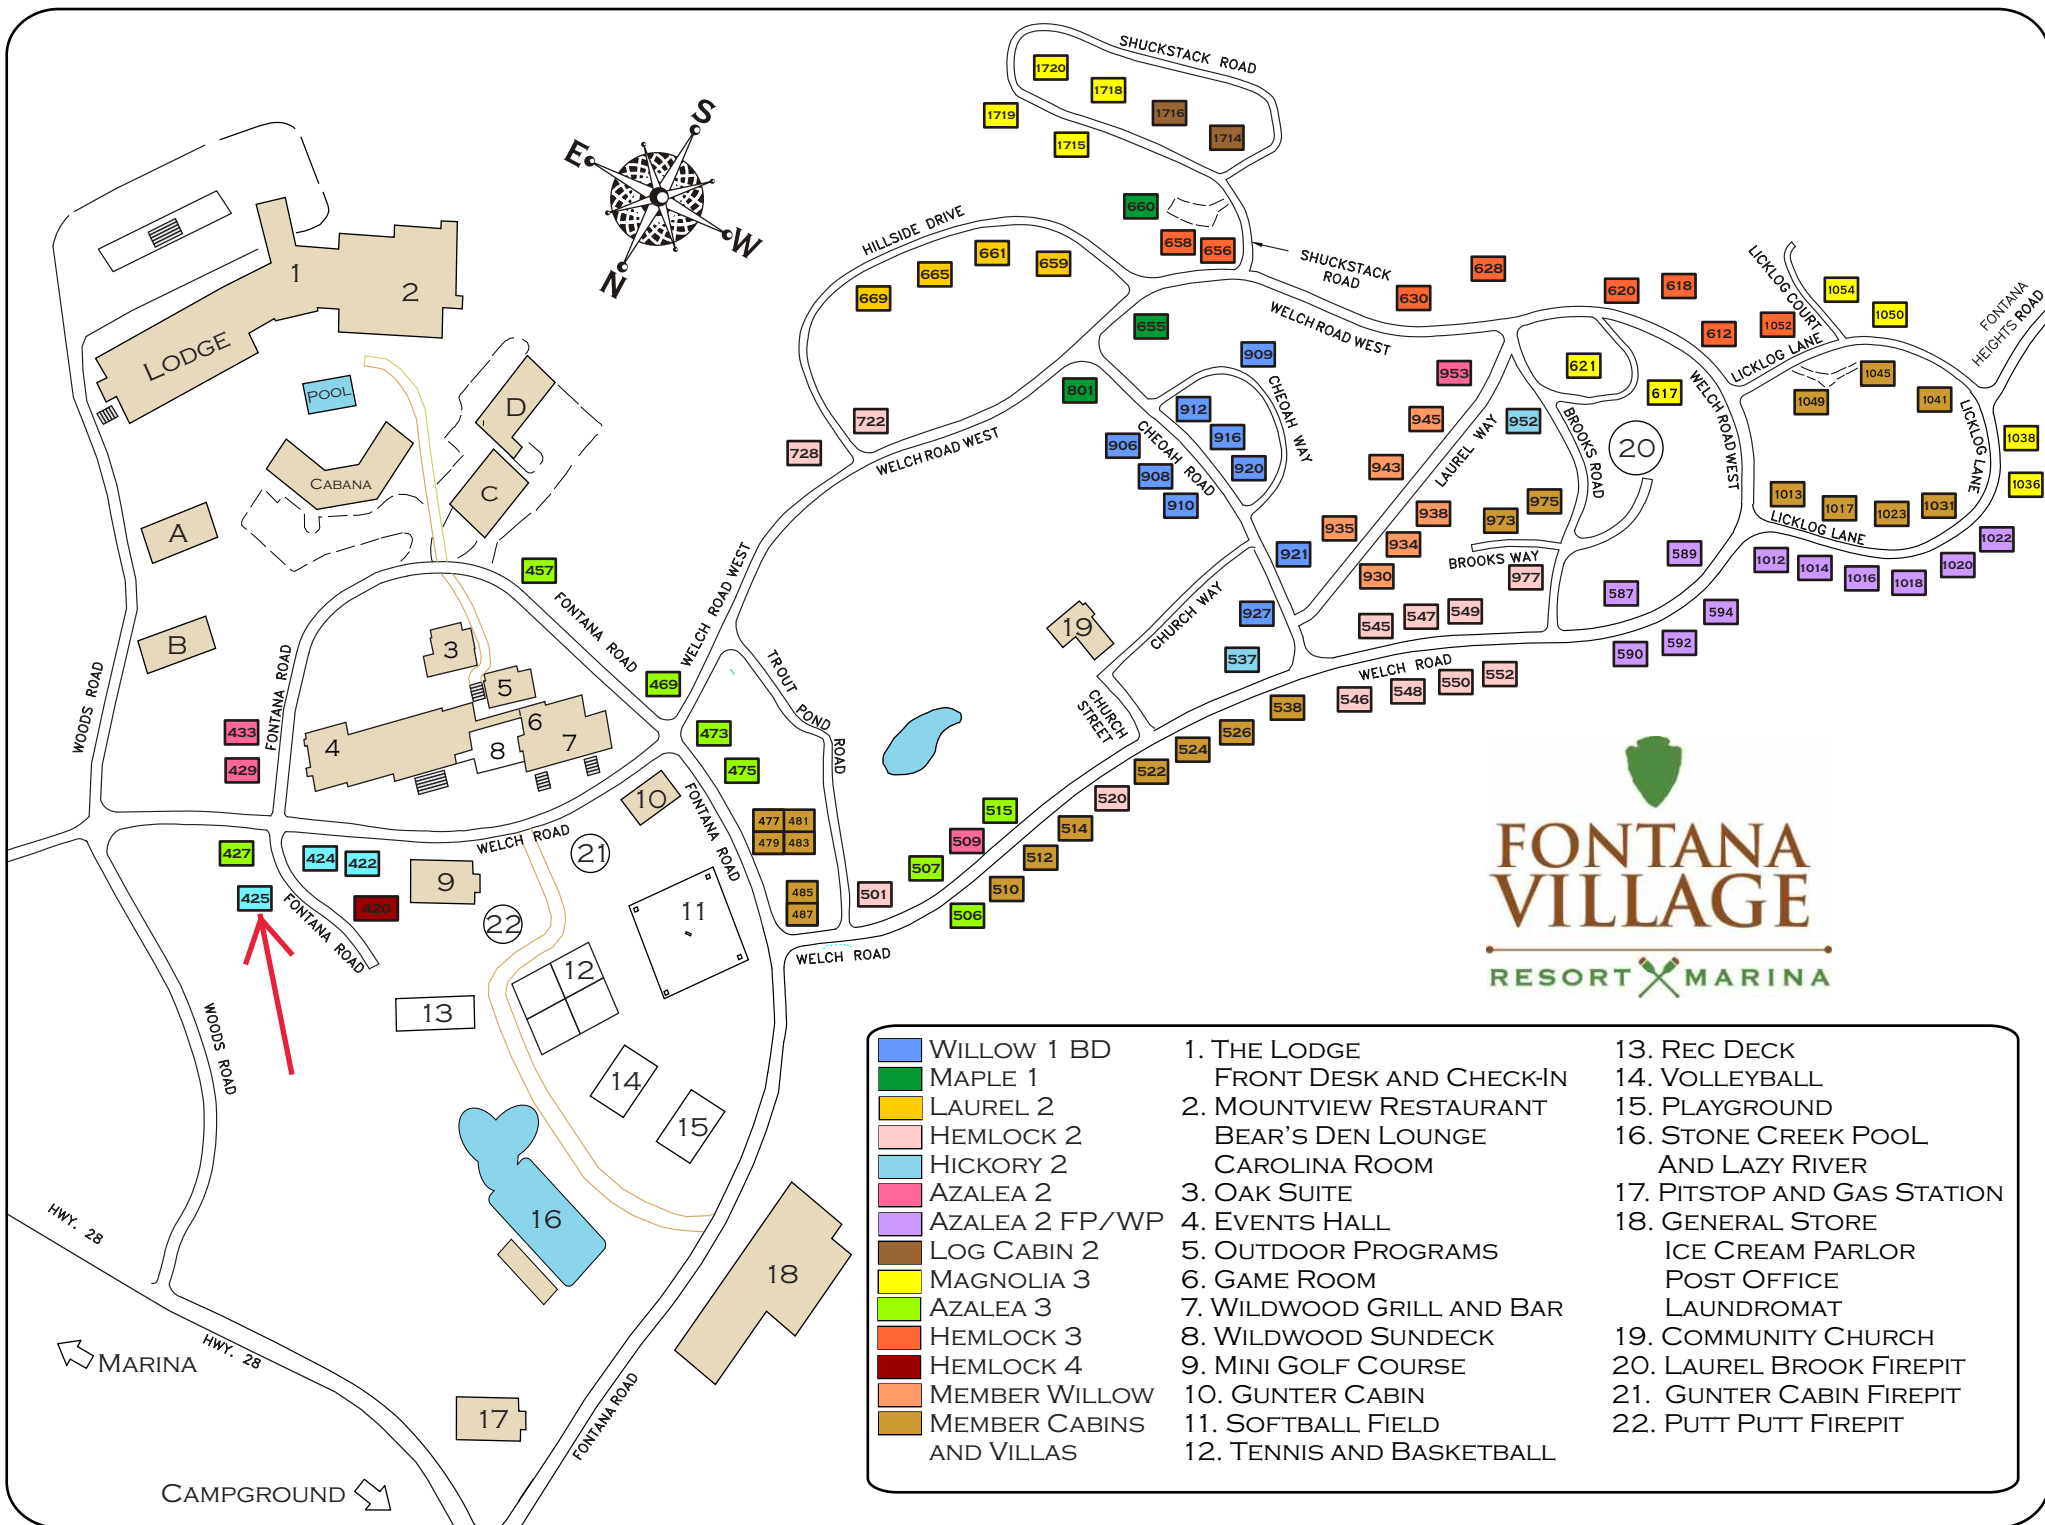 SHUCKSTACK ROAD
1720
1718
1716
1714
1719
1715
S
E
W
N
660
658
656
SHUCKSTACK
ROAD
HILLSIDE DRIVE
661
659
665
669
655
628
630
620
618
612
1052
LICKLOG COURT
1054
1050
FONTANA
HEIGHTS ROAD
WELCH ROAD WEST
LICKLOG LANE
1
2
LODGE
POOL
D
C
CABANA
A
B
722
728
WELCH ROAD WEST
801
909
CHEOAH WAY
912
916
920
906
908
910
CHEOAH ROAD
953
945
943
LAUREL WAY
952
621
617
BROOKS ROAD
20
WELCH ROAD WEST
1045
1049
1041
LICKLOG LANE
1038
1036
1013
1017
1023
1031
LICKLOG LANE
935
938
934
930
921
927
537
973
975
BROOKS WAY
977
589
587
594
592
590
1012
1014
1016
1018
1020
1022
545
547
549
WELCH ROAD
546
548
550
552
457
FONTANA ROAD
WELCH ROAD WEST
469
473
475
TROUT
POND
ROAD
19
CHURCH WAY
CHURCH
STREET
538
526
524
522
520
514
512
510
515
509
507
506
501
WOODS ROAD
FONTANA ROAD
433
429
3
4
5
6
7
8
10
WELCH ROAD
21
FONTANA ROAD
477
481
479
483
485
487
WELCH ROAD
427
424
422
425
420
FONTANA ROAD
9
22
11
12
13
14
15
16
17
18
WOODS ROAD
HWY. 28
HWY. 28
MARINA
CAMPGROUND
FONTANA ROAD
FONTANA
VILLAGE
RESORT MARINA
WILLOW 1 BD
MAPLE 1
LAUREL 2
HEMLOCK 2
HICKORY 2
AZALEA 2
AZALEA 2 FP/WP
LOG CABIN 2
MAGNOLIA 3
AZALEA 3
HEMLOCK 3
HEMLOCK 4
MEMBER WILLOW
MEMBER CABINS
AND VILLAS
1. THE LODGE
FRONT DESK AND CHECK-IN
2. MOUNTVIEW RESTAURANT
BEAR'S DEN LOUNGE
CAROLINA ROOM
3. OAK SUITE
4. EVENTS HALL
5. OUTDOOR PROGRAMS
6. GAME ROOM
7. WILDWOOD GRILL AND BAR
8. WILDWOOD SUNDECK
9. MINI GOLF COURSE
10. GUNTER CABIN
11. SOFTBALL FIELD
12. TENNIS AND BASKETBALL
13. REC DECK
14. VOLLEYBALL
15. PLAYGROUND
16. STONE CREEK POOL
AND LAZY RIVER
17. PITSTOP AND GAS STATION
18. GENERAL STORE
ICE CREAM PARLOR
POST OFFICE
LAUNDROMAT
19. COMMUNITY CHURCH
20. LAUREL BROOK FIREPIT
21. GUNTER CABIN FIREPIT
22. PUTT PUTT FIREPIT